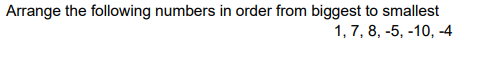 Arrange the following numbers in order from biggest to smallest
1, 7, 8, -5, -10, -4